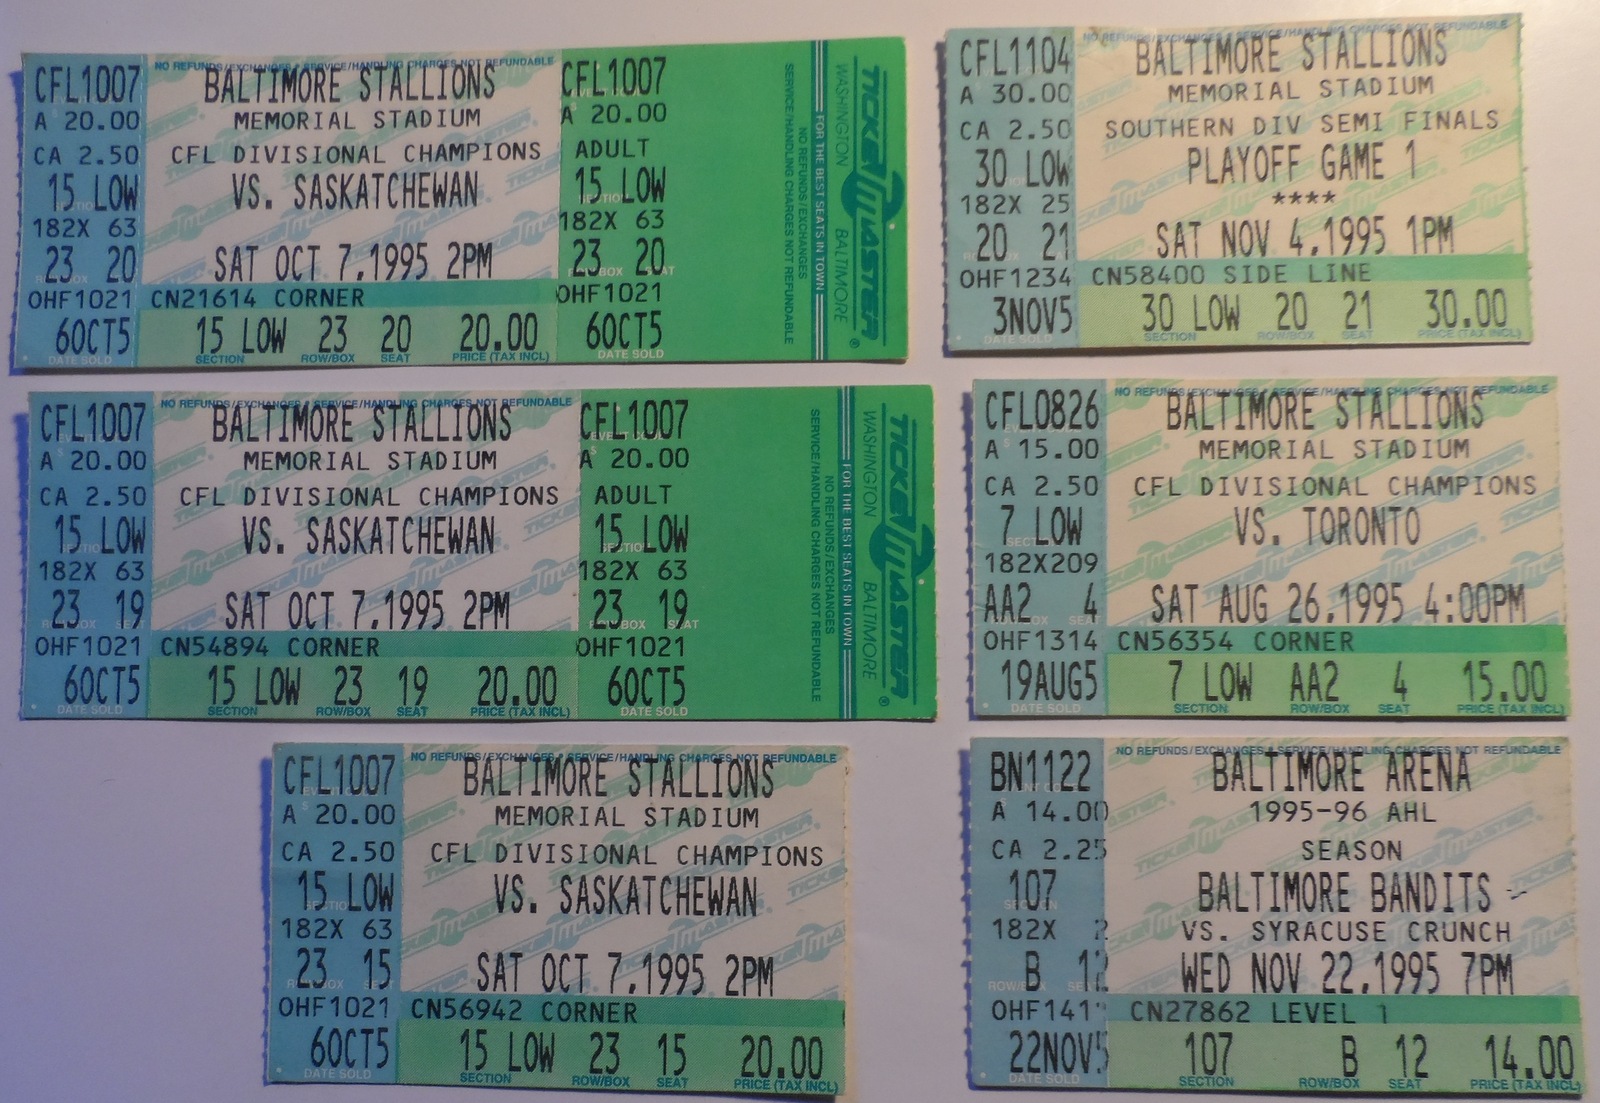 NO REFUNDS/EXCHANGES SERVICE/HANDLING CHARGES NOT REFUNDABLE
CFL1007 BALTIMORE STALLIONS CFL1007
A 20.00 MEMORIAL STADIUM A 20.00
CA 2.50 CFL DIVISIONAL CHAMPIONS ADULT
15 LOW VS. SASKATCHEWAN 15 LOW
182X 63 182X 63
23 20 SAT OCT 7,1995 2PM 23 20
OHF1021 CN21614 CORNER OHF1021
6OCT5 15 LOW 23 20 20.00 6OCT5
DATE SOLD SECTION ROW/BOX SEAT PRICE (TAX INCL) DATE SOLD
SERVICE/HANDLING CHARGES NOT REFUNDABLE
NO REFUNDS/EXCHANGES
FOR THE BEST SEATS IN TOWN
WASHINGTON BALTIMORE
TICKETMASTER®
NO REFUNDS/EXCHANGES SERVICE/HANDLING CHARGES NOT REFUNDABLE
CFL1104 BALTIMORE STALLIONS
A 30.00 MEMORIAL STADIUM
CA 2.50 SOUTHERN DIV SEMI FINALS
30 LOW PLAYOFF GAME 1
182X 25 ****
20 21 SAT NOV 4,1995 1PM
OHF1234 CN58400 SIDE LINE
3NOV5 30 LOW 20 21 30.00
SECTION ROW/BOX SEAT PRICE (TAX INCL)
NO REFUNDS/EXCHANGES SERVICE/HANDLING CHARGES NOT REFUNDABLE
CFL1007 BALTIMORE STALLIONS CFL1007
A 20.00 MEMORIAL STADIUM A 20.00
CA 2.50 CFL DIVISIONAL CHAMPIONS ADULT
15 LOW VS. SASKATCHEWAN 15 LOW
182X 63 182X 63
23 19 SAT OCT 7,1995 2PM 23 19
OHF1021 CN54894 CORNER OHF1021
6OCT5 15 LOW 23 19 20.00 6OCT5
DATE SOLD SECTION ROW/BOX SEAT PRICE (TAX INCL) DATE SOLD
SERVICE/HANDLING CHARGES NOT REFUNDABLE
NO REFUNDS/EXCHANGES
FOR THE BEST SEATS IN TOWN
WASHINGTON BALTIMORE
TICKETMASTER®
NO REFUNDS/EXCHANGES SERVICE/HANDLING CHARGES NOT REFUNDABLE
CFL0826 BALTIMORE STALLIONS
A 15.00 MEMORIAL STADIUM
CA 2.50 CFL DIVISIONAL CHAMPIONS
7 LOW VS. TORONTO
182X209
AA2 4 SAT AUG 26,1995 4:00PM
OHF1314 CN56354 CORNER
19AUG5 7 LOW AA2 4 15.00
DATE SOLD SECTION ROW/BOX SEAT PRICE (TAX INCL)
NO REFUNDS/EXCHANGES SERVICE/HANDLING CHARGES NOT REFUNDABLE
CFL1007 BALTIMORE STALLIONS
A 20.00 MEMORIAL STADIUM
CA 2.50 CFL DIVISIONAL CHAMPIONS
15 LOW VS. SASKATCHEWAN
182X 63
23 15 SAT OCT 7,1995 2PM
OHF1021 CN56942 CORNER
6OCT5 15 LOW 23 15 20.00
DATE SOLD SECTION ROW/BOX SEAT PRICE (TAX INCL)
NO REFUNDS/EXCHANGES SERVICE/HANDLING CHARGES NOT REFUNDABLE
BN1122 BALTIMORE ARENA
A 14.00 1995-96 AHL
CA 2.25 SEASON
107 BALTIMORE BANDITS
182X VS. SYRACUSE CRUNCH
B 12 WED NOV 22,1995 7PM
OHF141 CN27862 LEVEL 1
22NOV5 107 B 12 14.00
DATE SOLD SECTION ROW/BOX SEAT PRICE (TAX INCL)